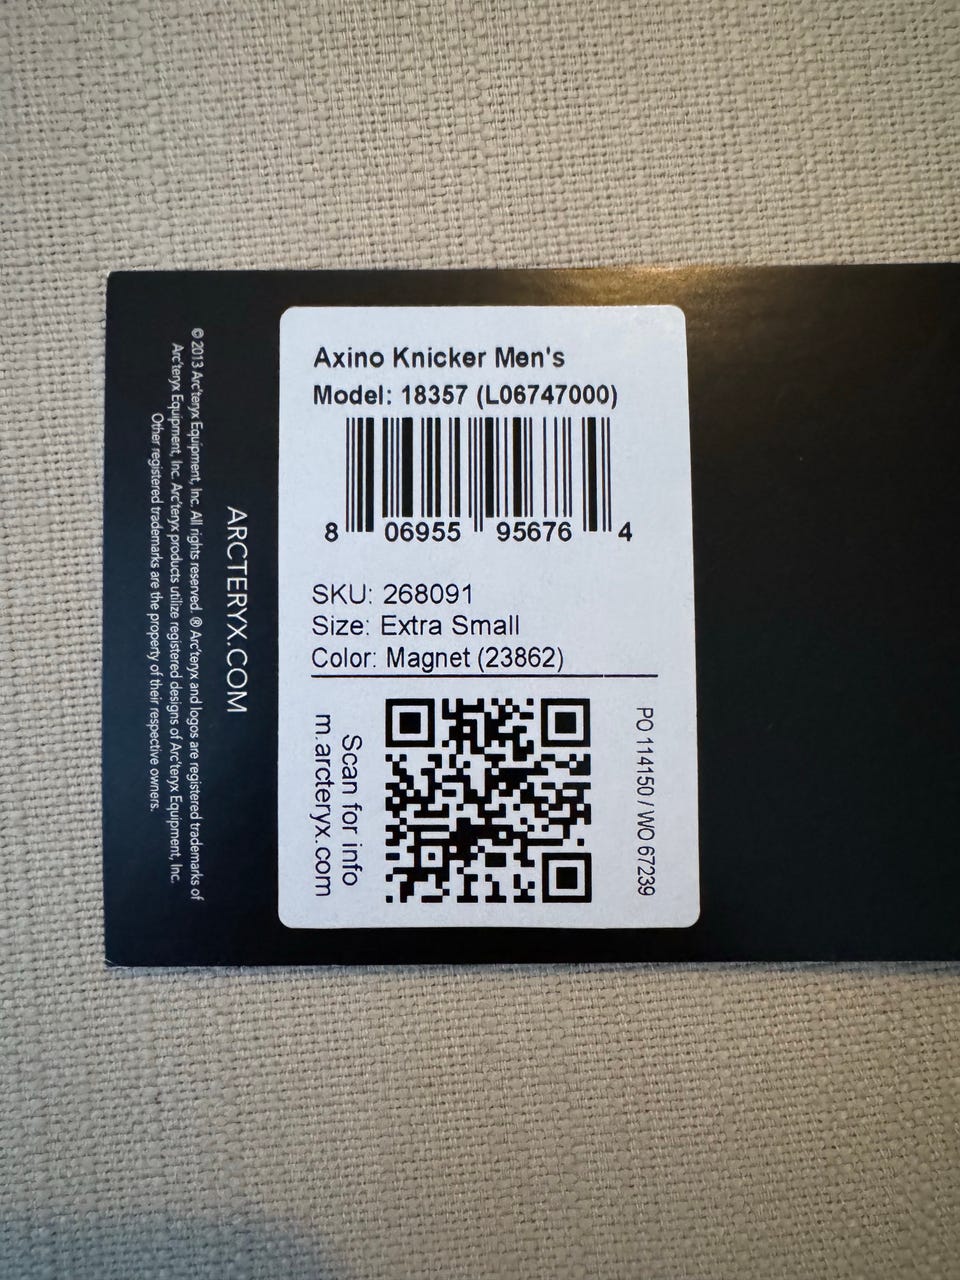 Axino Knicker Men's
Model: 18357 (L06747000)
8 06955 95676 4
SKU: 268091
Size: Extra Small
Color: Magnet (23862)
PO 114150 / WO 67239
Scan for info
m.arcteryx.com
ARCTERYX.COM
© 2013 Arc'teryx Equipment, Inc. All rights reserved. ® Arc'teryx and logos are registered trademarks of
Arc'teryx Equipment, Inc. Arc'teryx products utilize registered designs of Arc'teryx Equipment, Inc.
Other registered trademarks are the property of their respective owners.